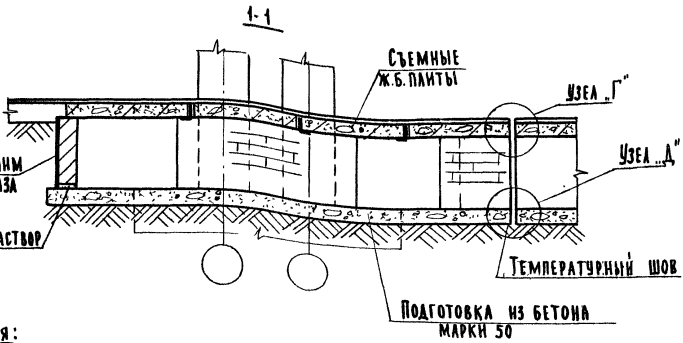 1-1
СЪЕМНЫЕ
Ж.Б. ПЛИТЫ
УЗЕЛ „Г"
УЗЕЛ „Д"
ТЕМПЕРАТУРНЫЙ ШОВ
ПОДГОТОВКА ИЗ БЕТОНА
МАРКИ 50